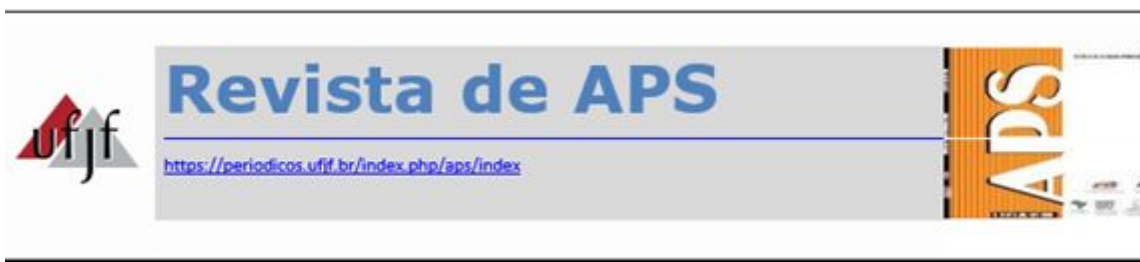 ufjf
Revista de APS
https://periodicos.ufjf.br/index.php/aps/index
APS